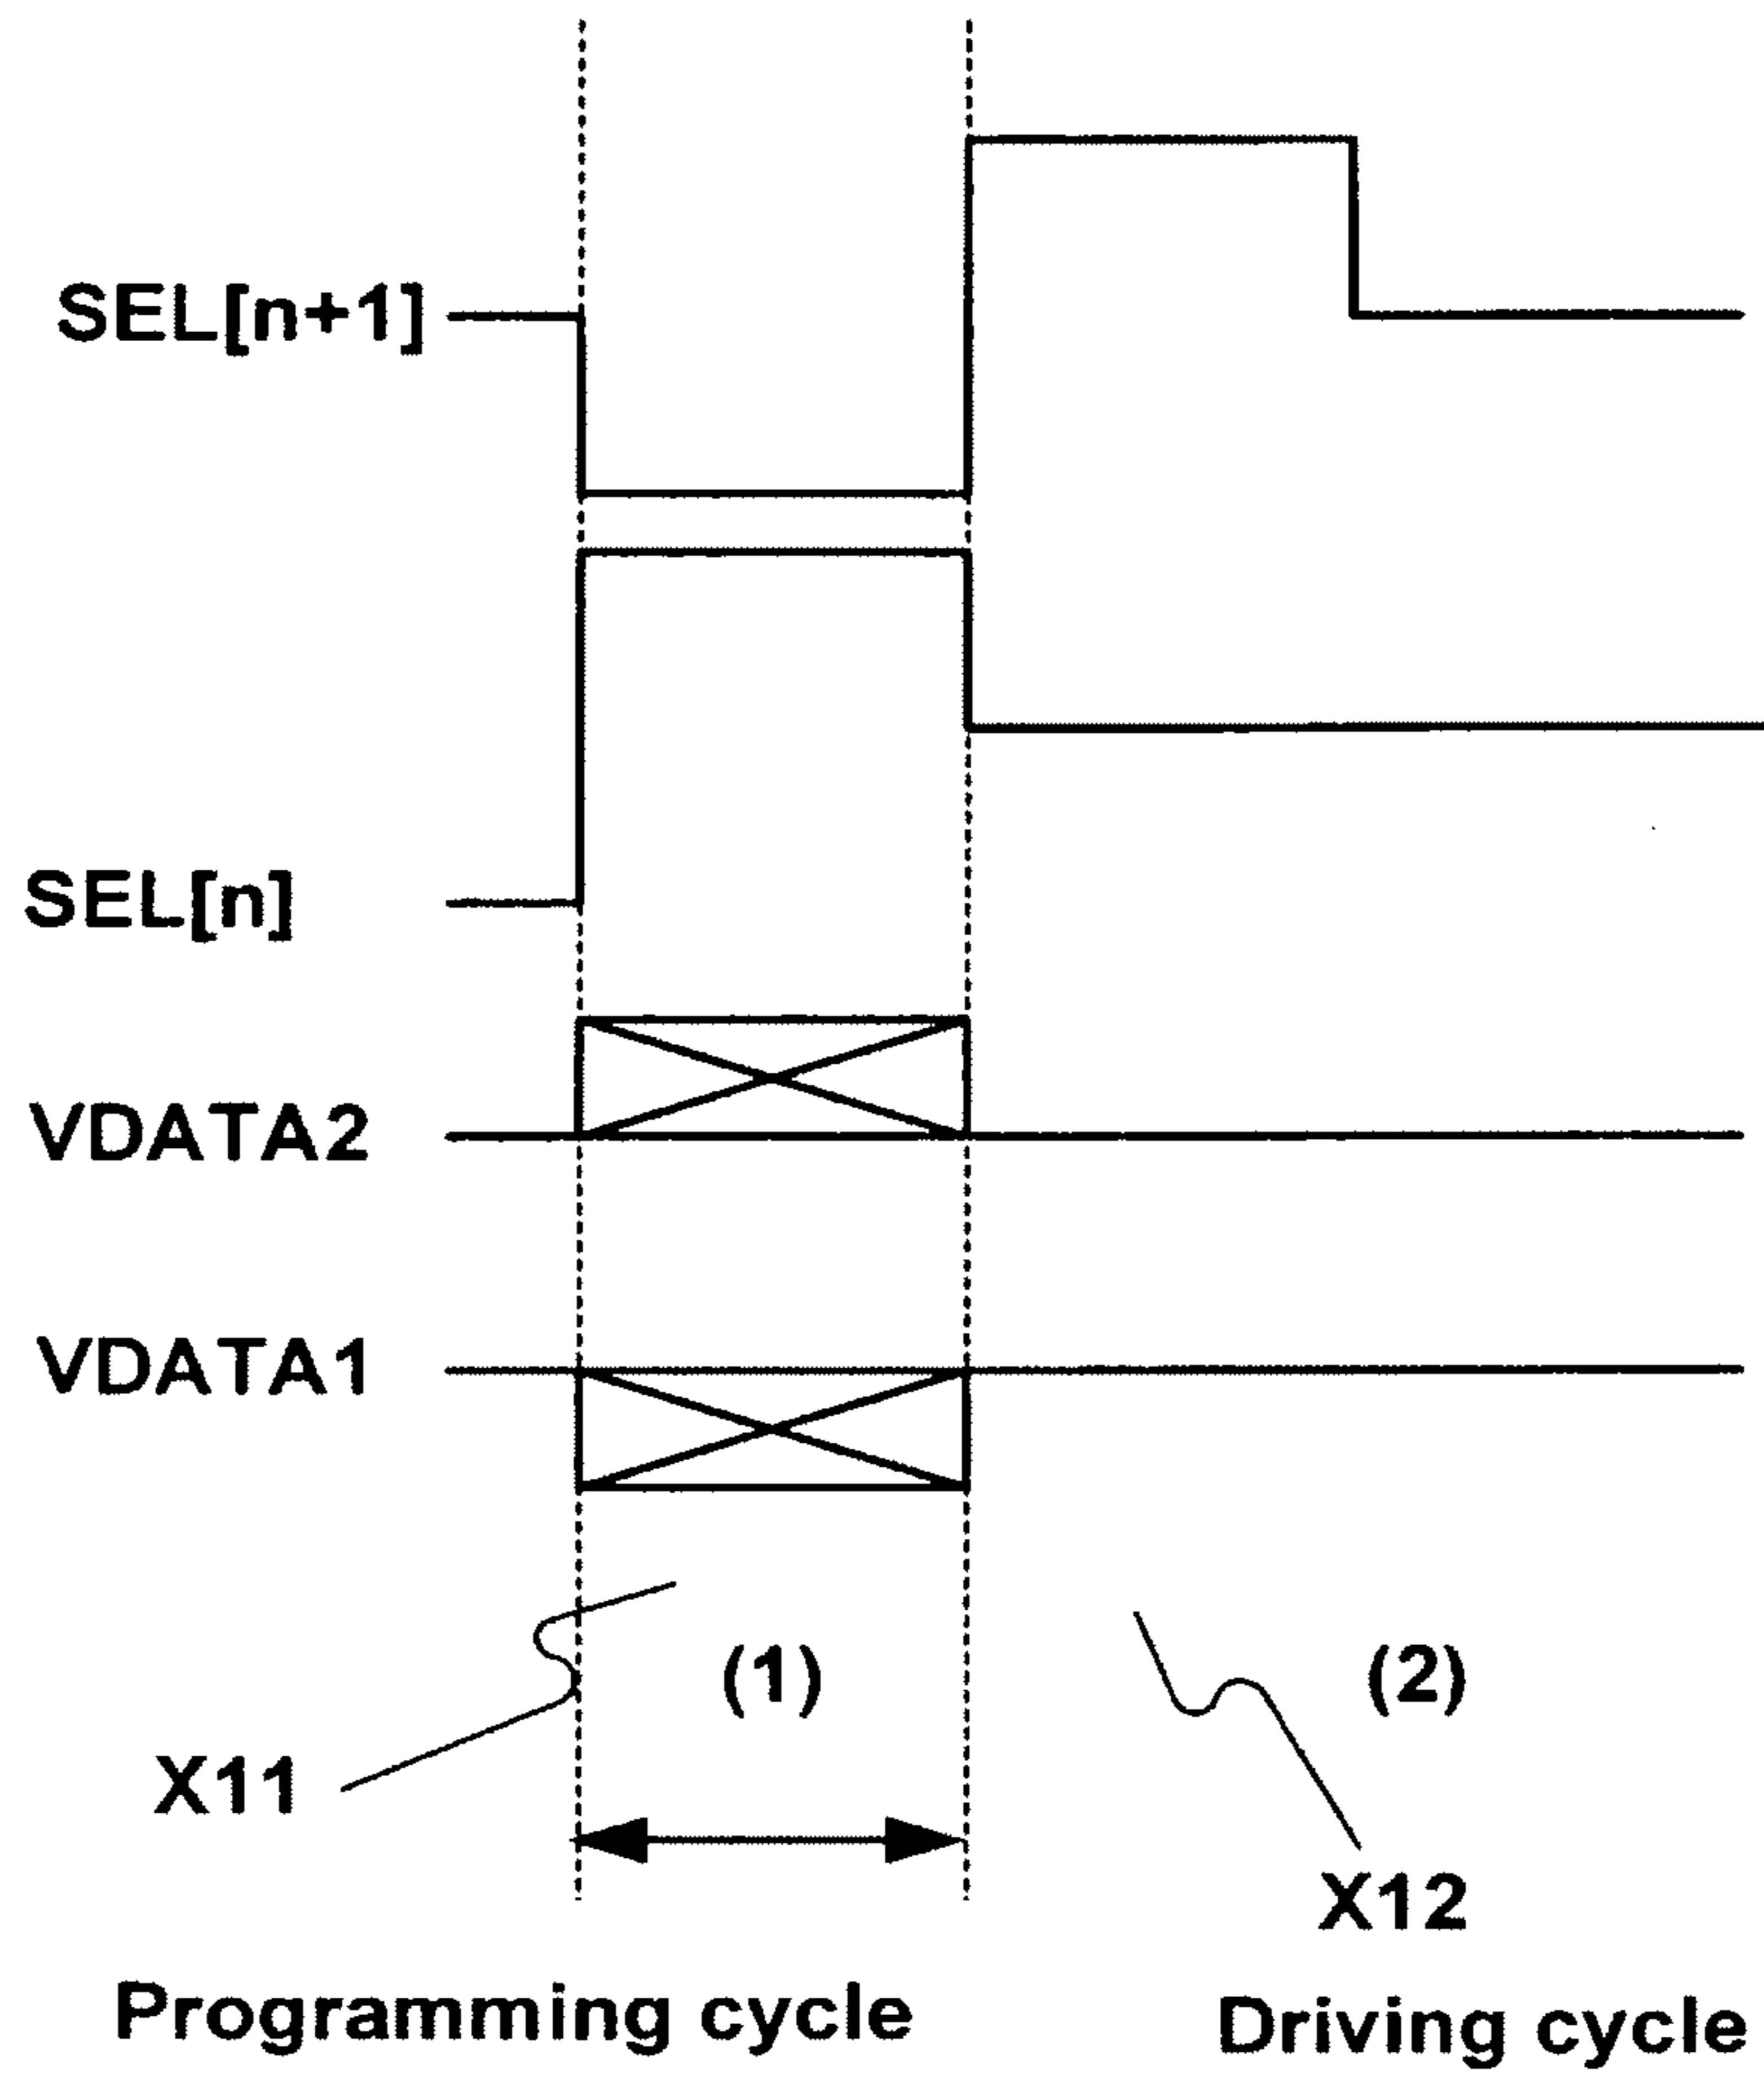 SEL[n+1]
SEL[n]
VDATA2
VDATA1
(1)
(2)
X11
X12
Programming cycle
Driving cycle